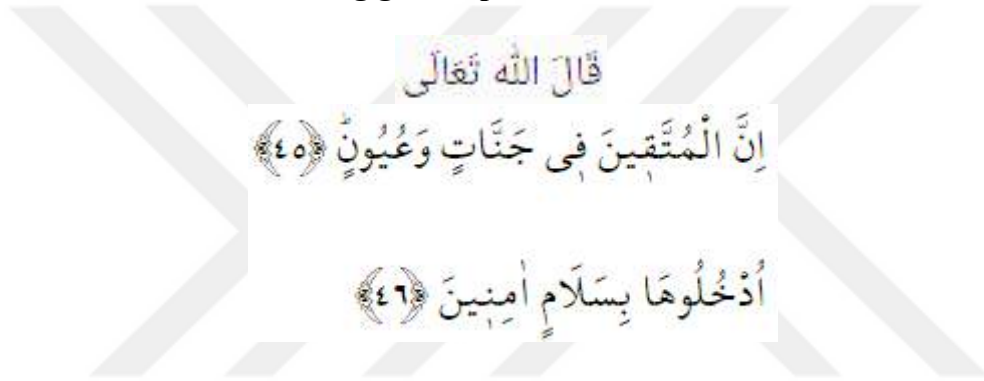 قَالَ اللّٰه تَعَالَى
اِنَّ الْمُتَّقٖينَ فٖى جَنَّاتٍ وَعُيُونٍؕ ﴿٤٥﴾
اُدْخُلُوهَا بِسَلَامٍ اٰمِنٖينَ ﴿٤٦﴾